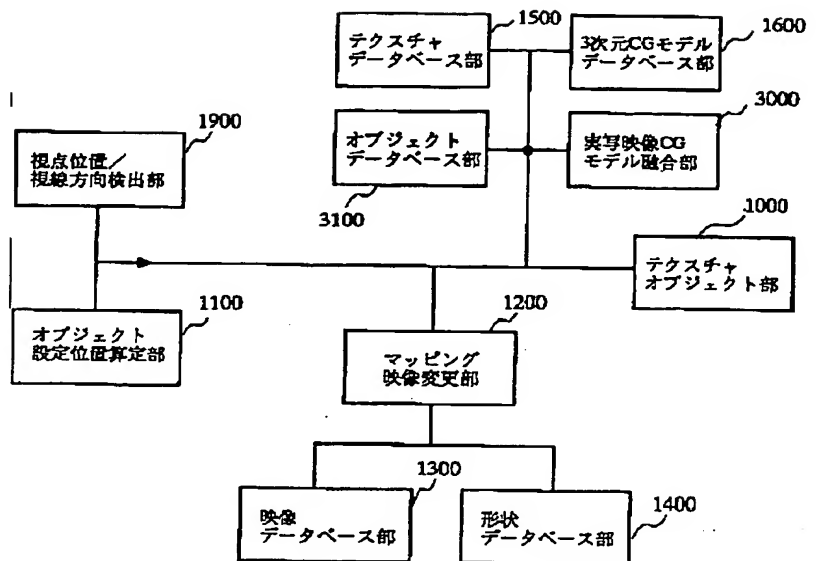 1500
テクスチャ
データベース部
1600
3次元CGモデル
データベース部
1900
視点位置/
視線方向検出部
オブジェクト
データベース部
3100
3000
実写映像CG
モデル融合部
1000
テクスチャ
オブジェクト部
1100
オブジェクト
設定位置算定部
1200
マッピング
映像変更部
1300
映像
データベース部
形状
データベース部
1400